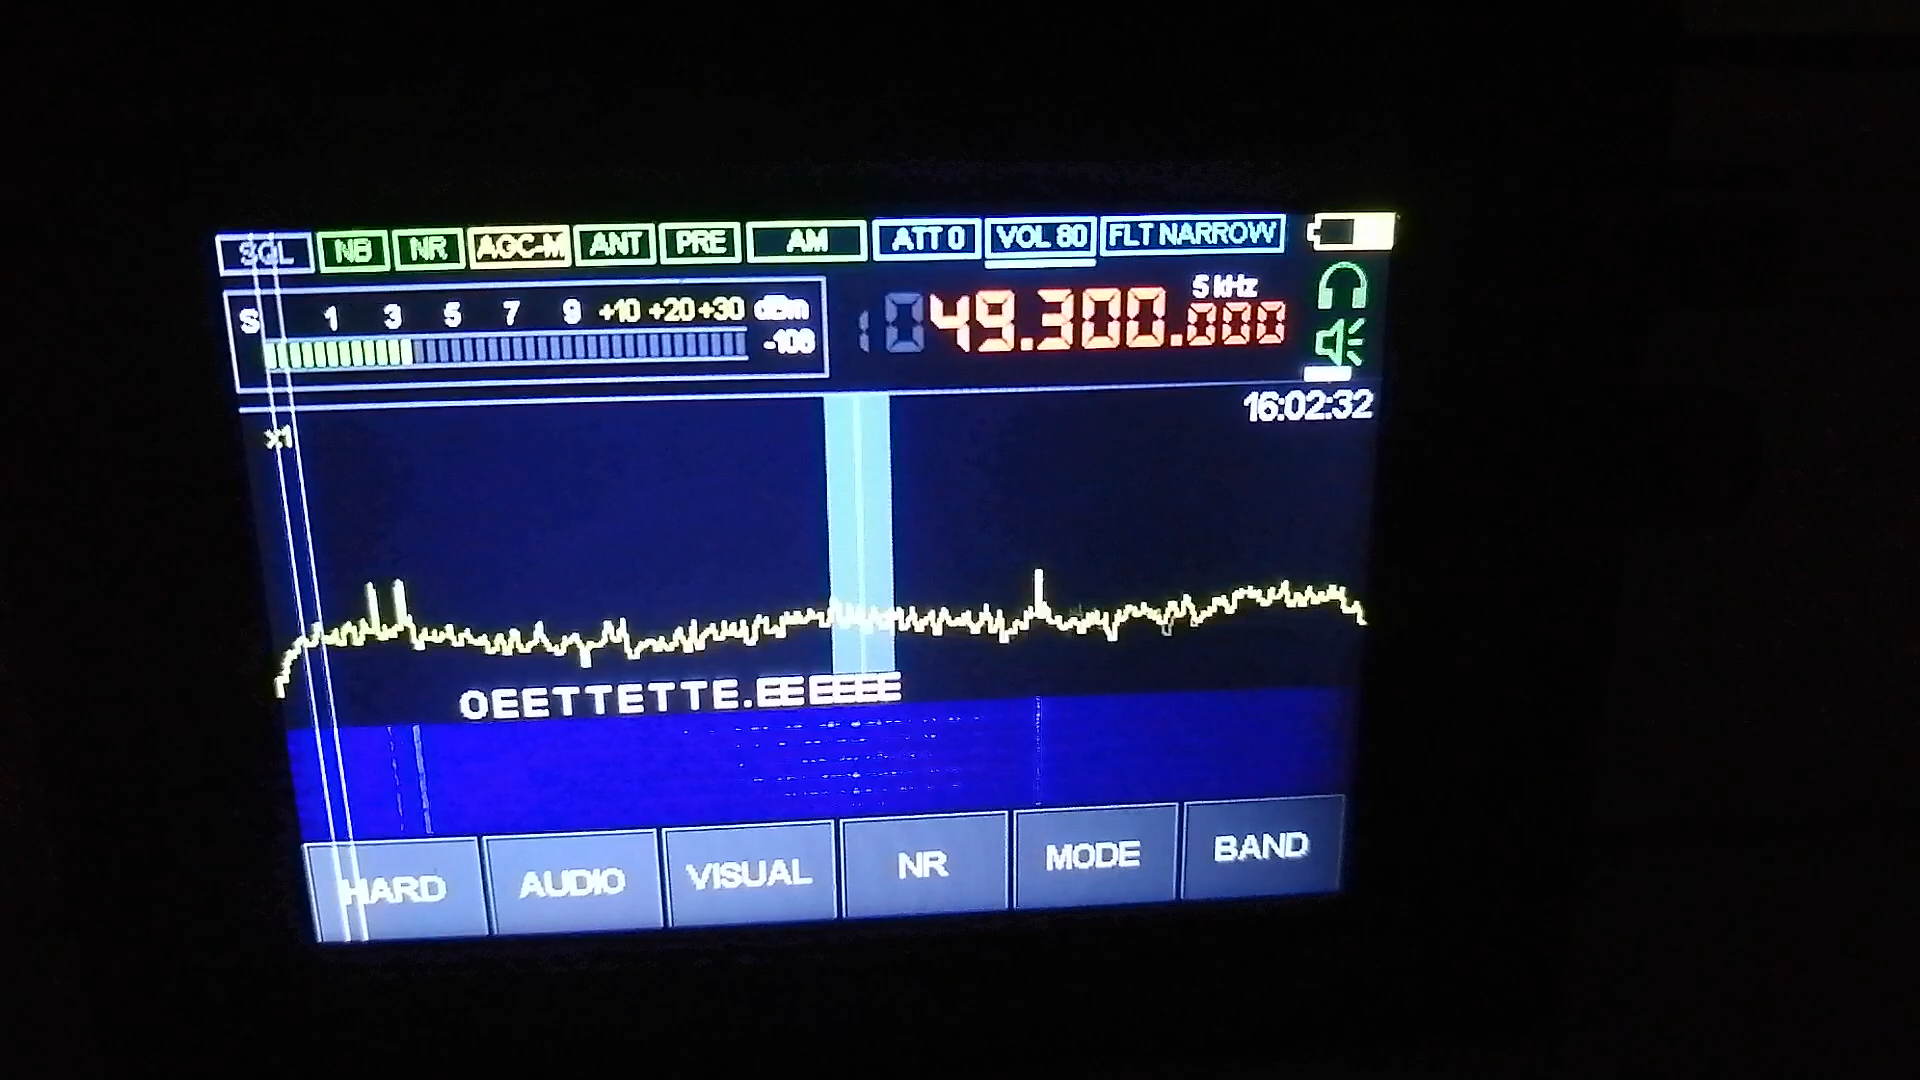 SQL NB NR AGC-M ANT PRE AM ATT 0 VOL 80 FLT NARROW
S 1 3 5 7 9 +10 +20 +30 dBm
-108
5 kHz
49.300.000
16:02:32
x1
OEETTETTE.EEEEEE
HARD AUDIO VISUAL NR MODE BAND